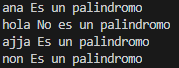 ana Es un palindromo
hola No es un palindromo
ajja Es un palindromo
non Es un palindromo